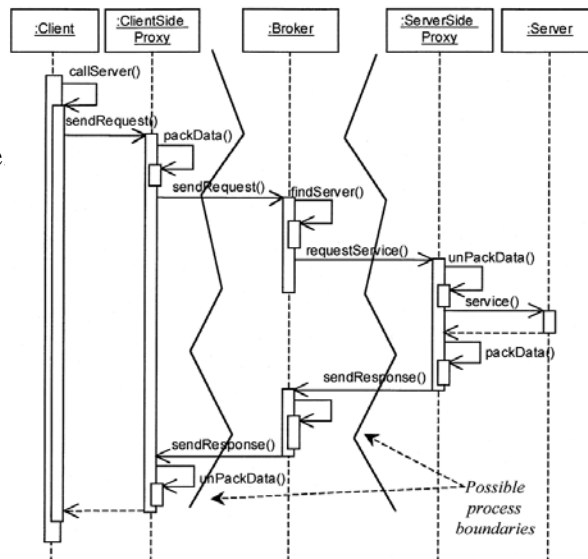 :Client
:ClientSide
Proxy
:Broker
:ServerSide
Proxy
:Server
callServer()
sendRequest()
packData()
e
sendRequest()
findServer()
requestService()
unPackData()
service()
packData()
sendResponse()
sendResponse()
unPackData()
Possible
process
boundaries